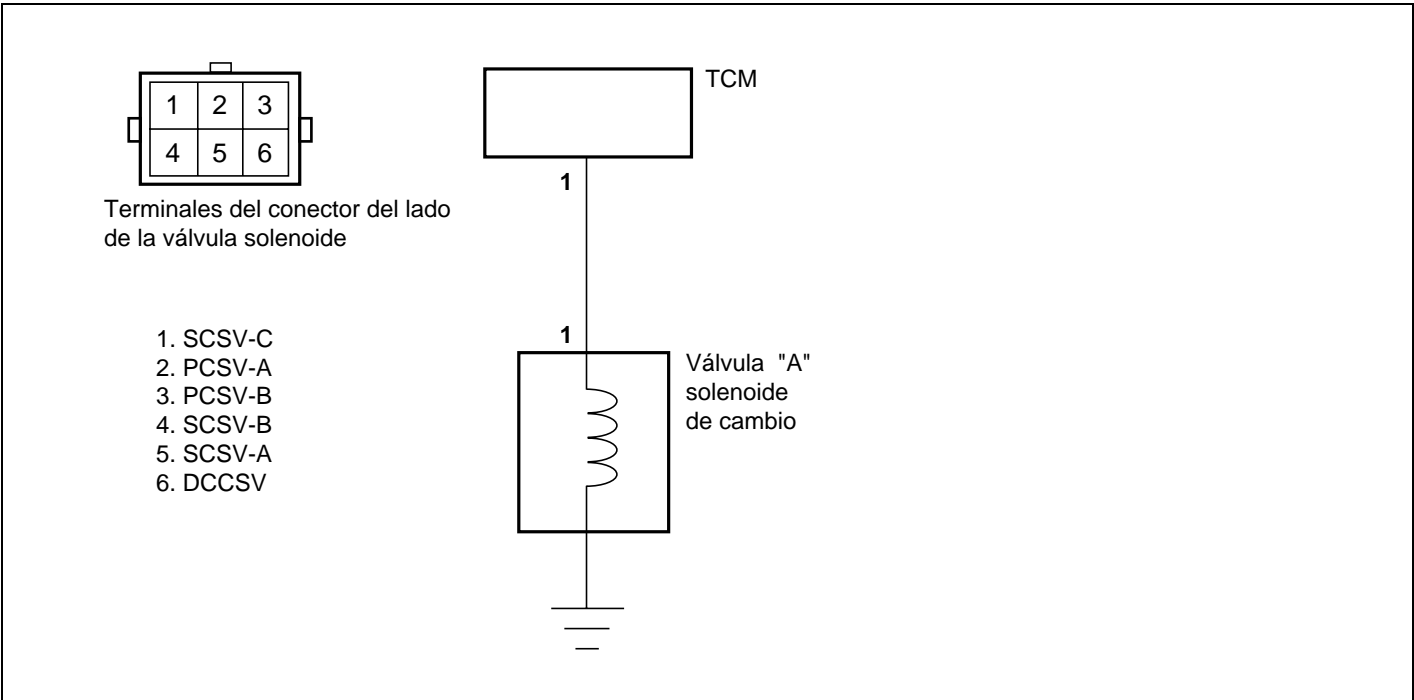 1 2 3
4 5 6
Terminales del conector del lado
de la válvula solenoide
1. SCSV-C
2. PCSV-A
3. PCSV-B
4. SCSV-B
5. SCSV-A
6. DCCSV
TCM
1
1
Válvula "A"
solenoide
de cambio